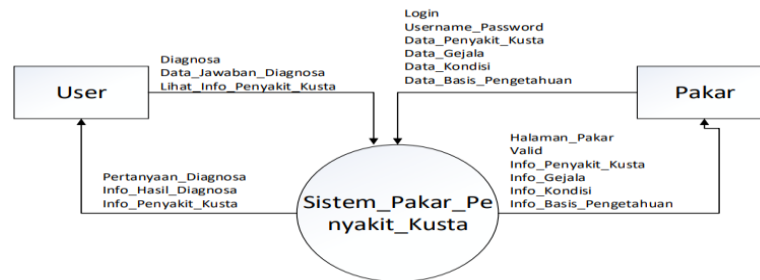 Login
Username_Password
Data_Penyakit_Kusta
Data_Gejala
Data_Kondisi
Data_Basis_Pengetahuan
Diagnosa
Data_Jawaban_Diagnosa
Lihat_Info_Penyakit_Kusta
User
Pakar
Halaman_Pakar
Valid
Info_Penyakit_Kusta
Info_Gejala
Info_Kondisi
Info_Basis_Pengetahuan
Pertanyaan_Diagnosa
Info_Hasil_Diagnosa
Info_Penyakit_Kusta
Sistem_Pakar_Pe
nyakit_Kusta